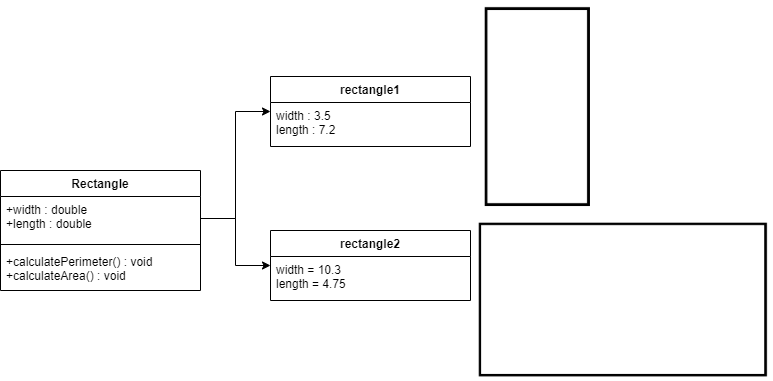 rectangle1
width : 3.5
length : 7.2
Rectangle
+width : double
+length : double
+calculatePerimeter() : void
+calculateArea() : void
rectangle2
width = 10.3
length = 4.75